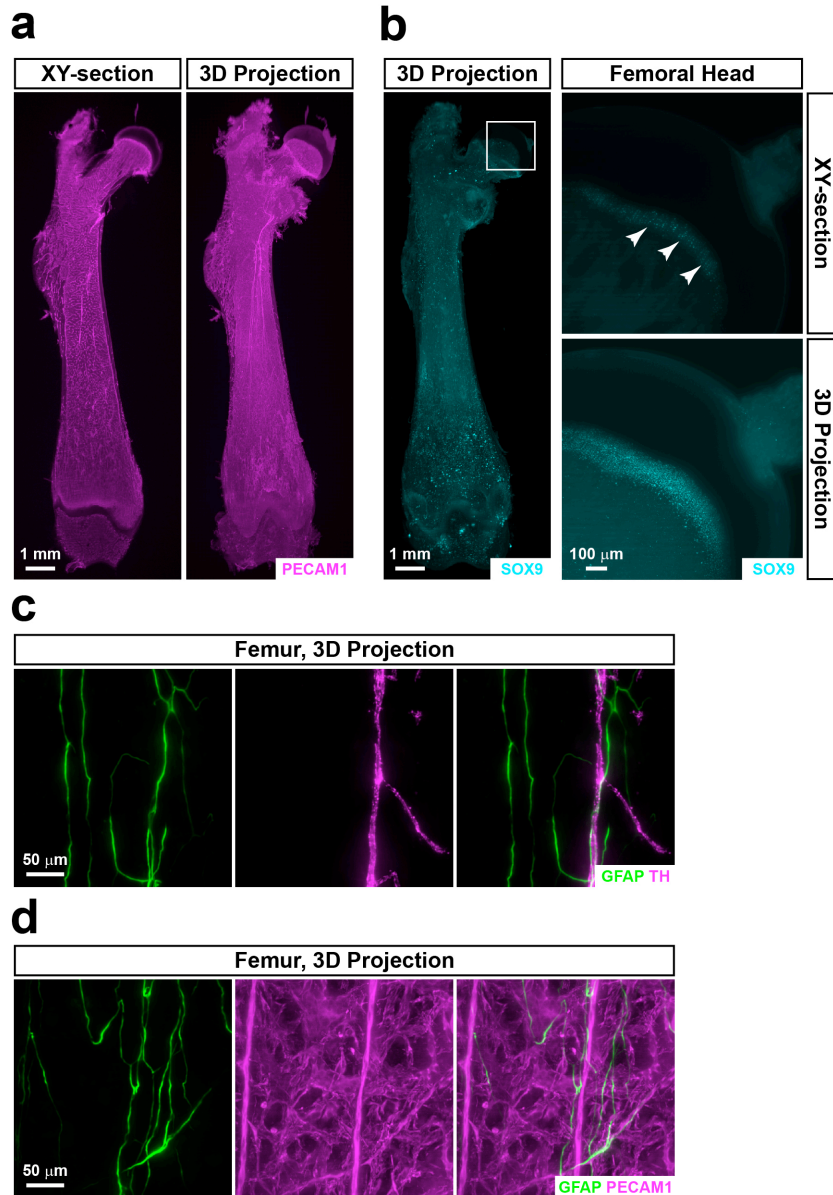 a
b
XY-section
3D Projection
3D Projection
Femoral Head
XY-section
3D Projection
1 mm
PECAM1
1 mm
SOX9
100 μm
SOX9
c
Femur, 3D Projection
50 μm
GFAP TH
d
Femur, 3D Projection
50 μm
GFAP PECAM1